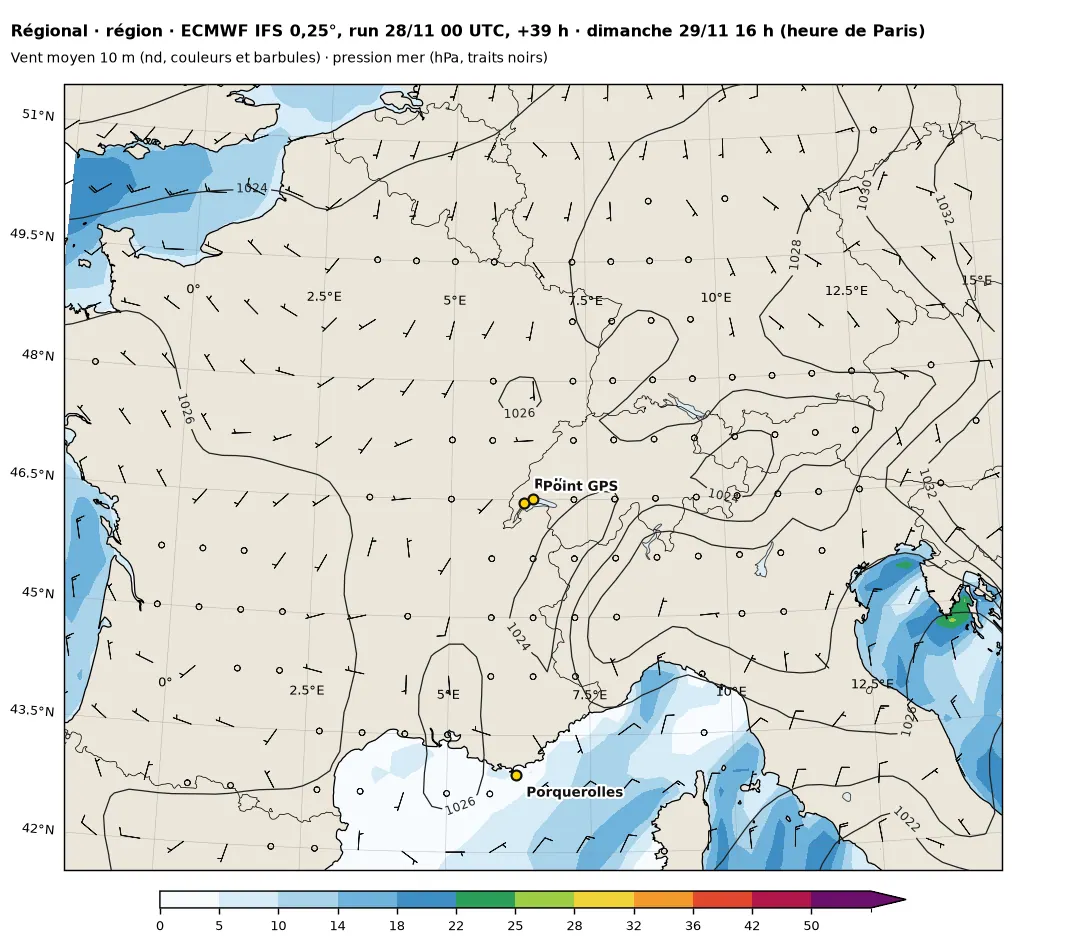 Régional · région · ECMWF IFS 0,25°, run 28/11 00 UTC, +39 h · dimanche 29/11 16 h (heure de Paris)
Vent moyen 10 m (nd, couleurs et barbules) · pression mer (hPa, traits noirs)
51°N
1024
1030
1032
49.5°N
1028
0°
2.5°E
5°E
7.5°E
10°E
12.5°E
15°E
48°N
1026
1026
46.5°N
Point GPS
1024
1032
45°N
1024
0°
2.5°E
5°E
7.5°E
10°E
12.5°E
43.5°N
1026
Porquerolles
1026
1022
42°N
0 5 10 14 18 22 25 28 32 36 42 50